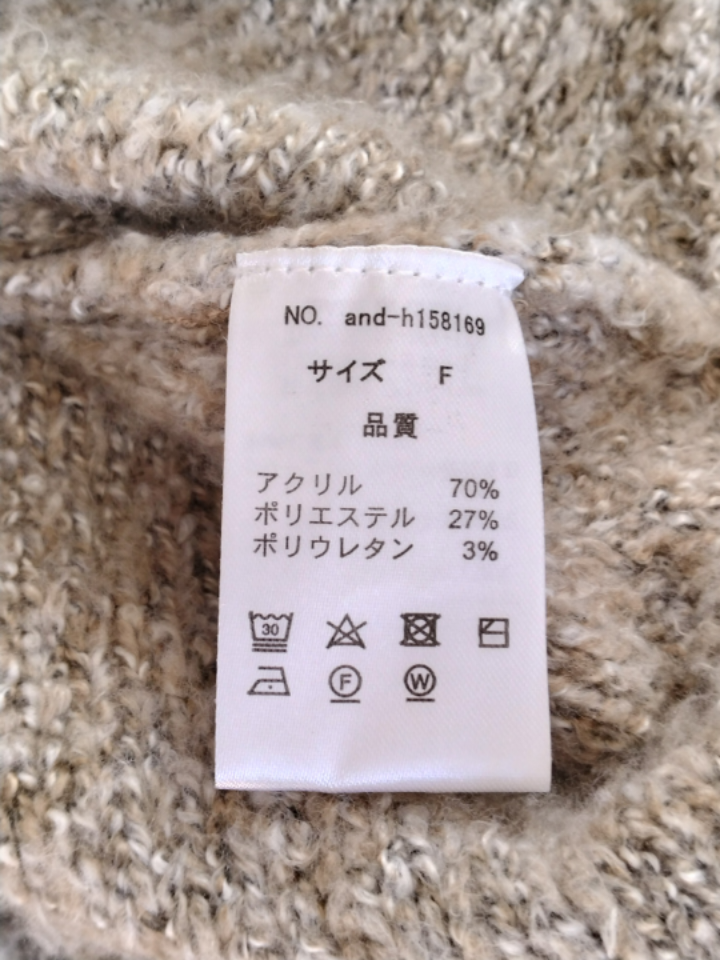 NO. and-h158169
サイズ F
品質
アクリル 70%
ポリエステル 27%
ポリウレタン 3%
30
F W